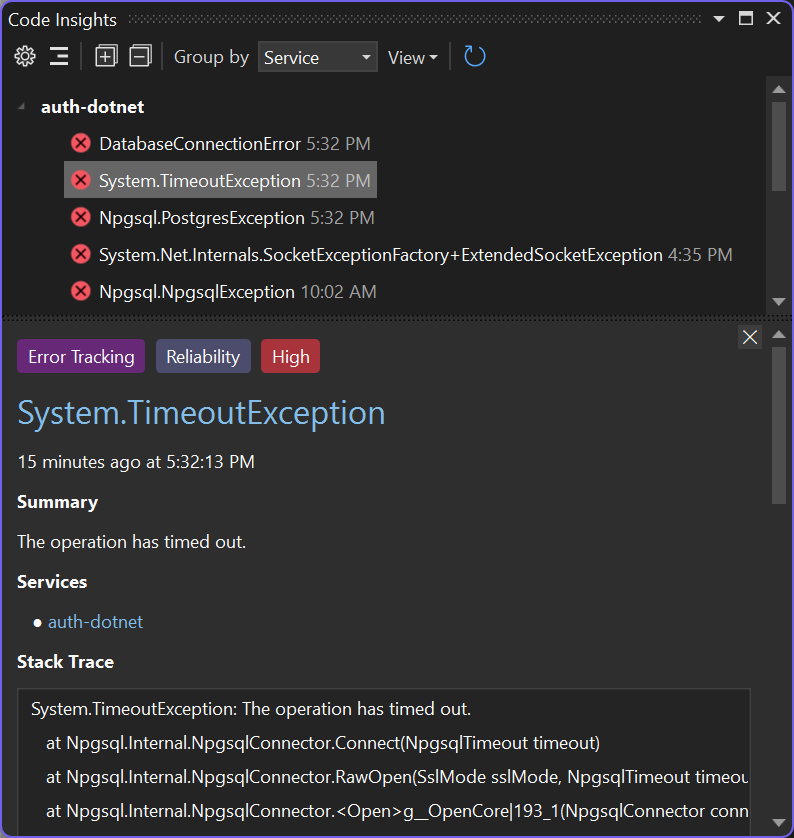 Code Insights
Group by Service View
auth-dotnet
DatabaseConnectionError 5:32 PM
System.TimeoutException 5:32 PM
Npgsql.PostgresException 5:32 PM
System.Net.Internals.SocketExceptionFactory+ExtendedSocketException 4:35 PM
Npgsql.NpgsqlException 10:02 AM
Error Tracking Reliability High
System.TimeoutException
15 minutes ago at 5:32:13 PM
Summary
The operation has timed out.
Services
• auth-dotnet
Stack Trace
System.TimeoutException: The operation has timed out.
at Npgsql.Internal.NpgsqlConnector.Connect(NpgsqlTimeout timeout)
at Npgsql.Internal.NpgsqlConnector.RawOpen(SslMode sslMode, NpgsqlTimeout timeou
at Npgsql.Internal.NpgsqlConnector.<Open>g__OpenCore|193_1(NpgsqlConnector conn